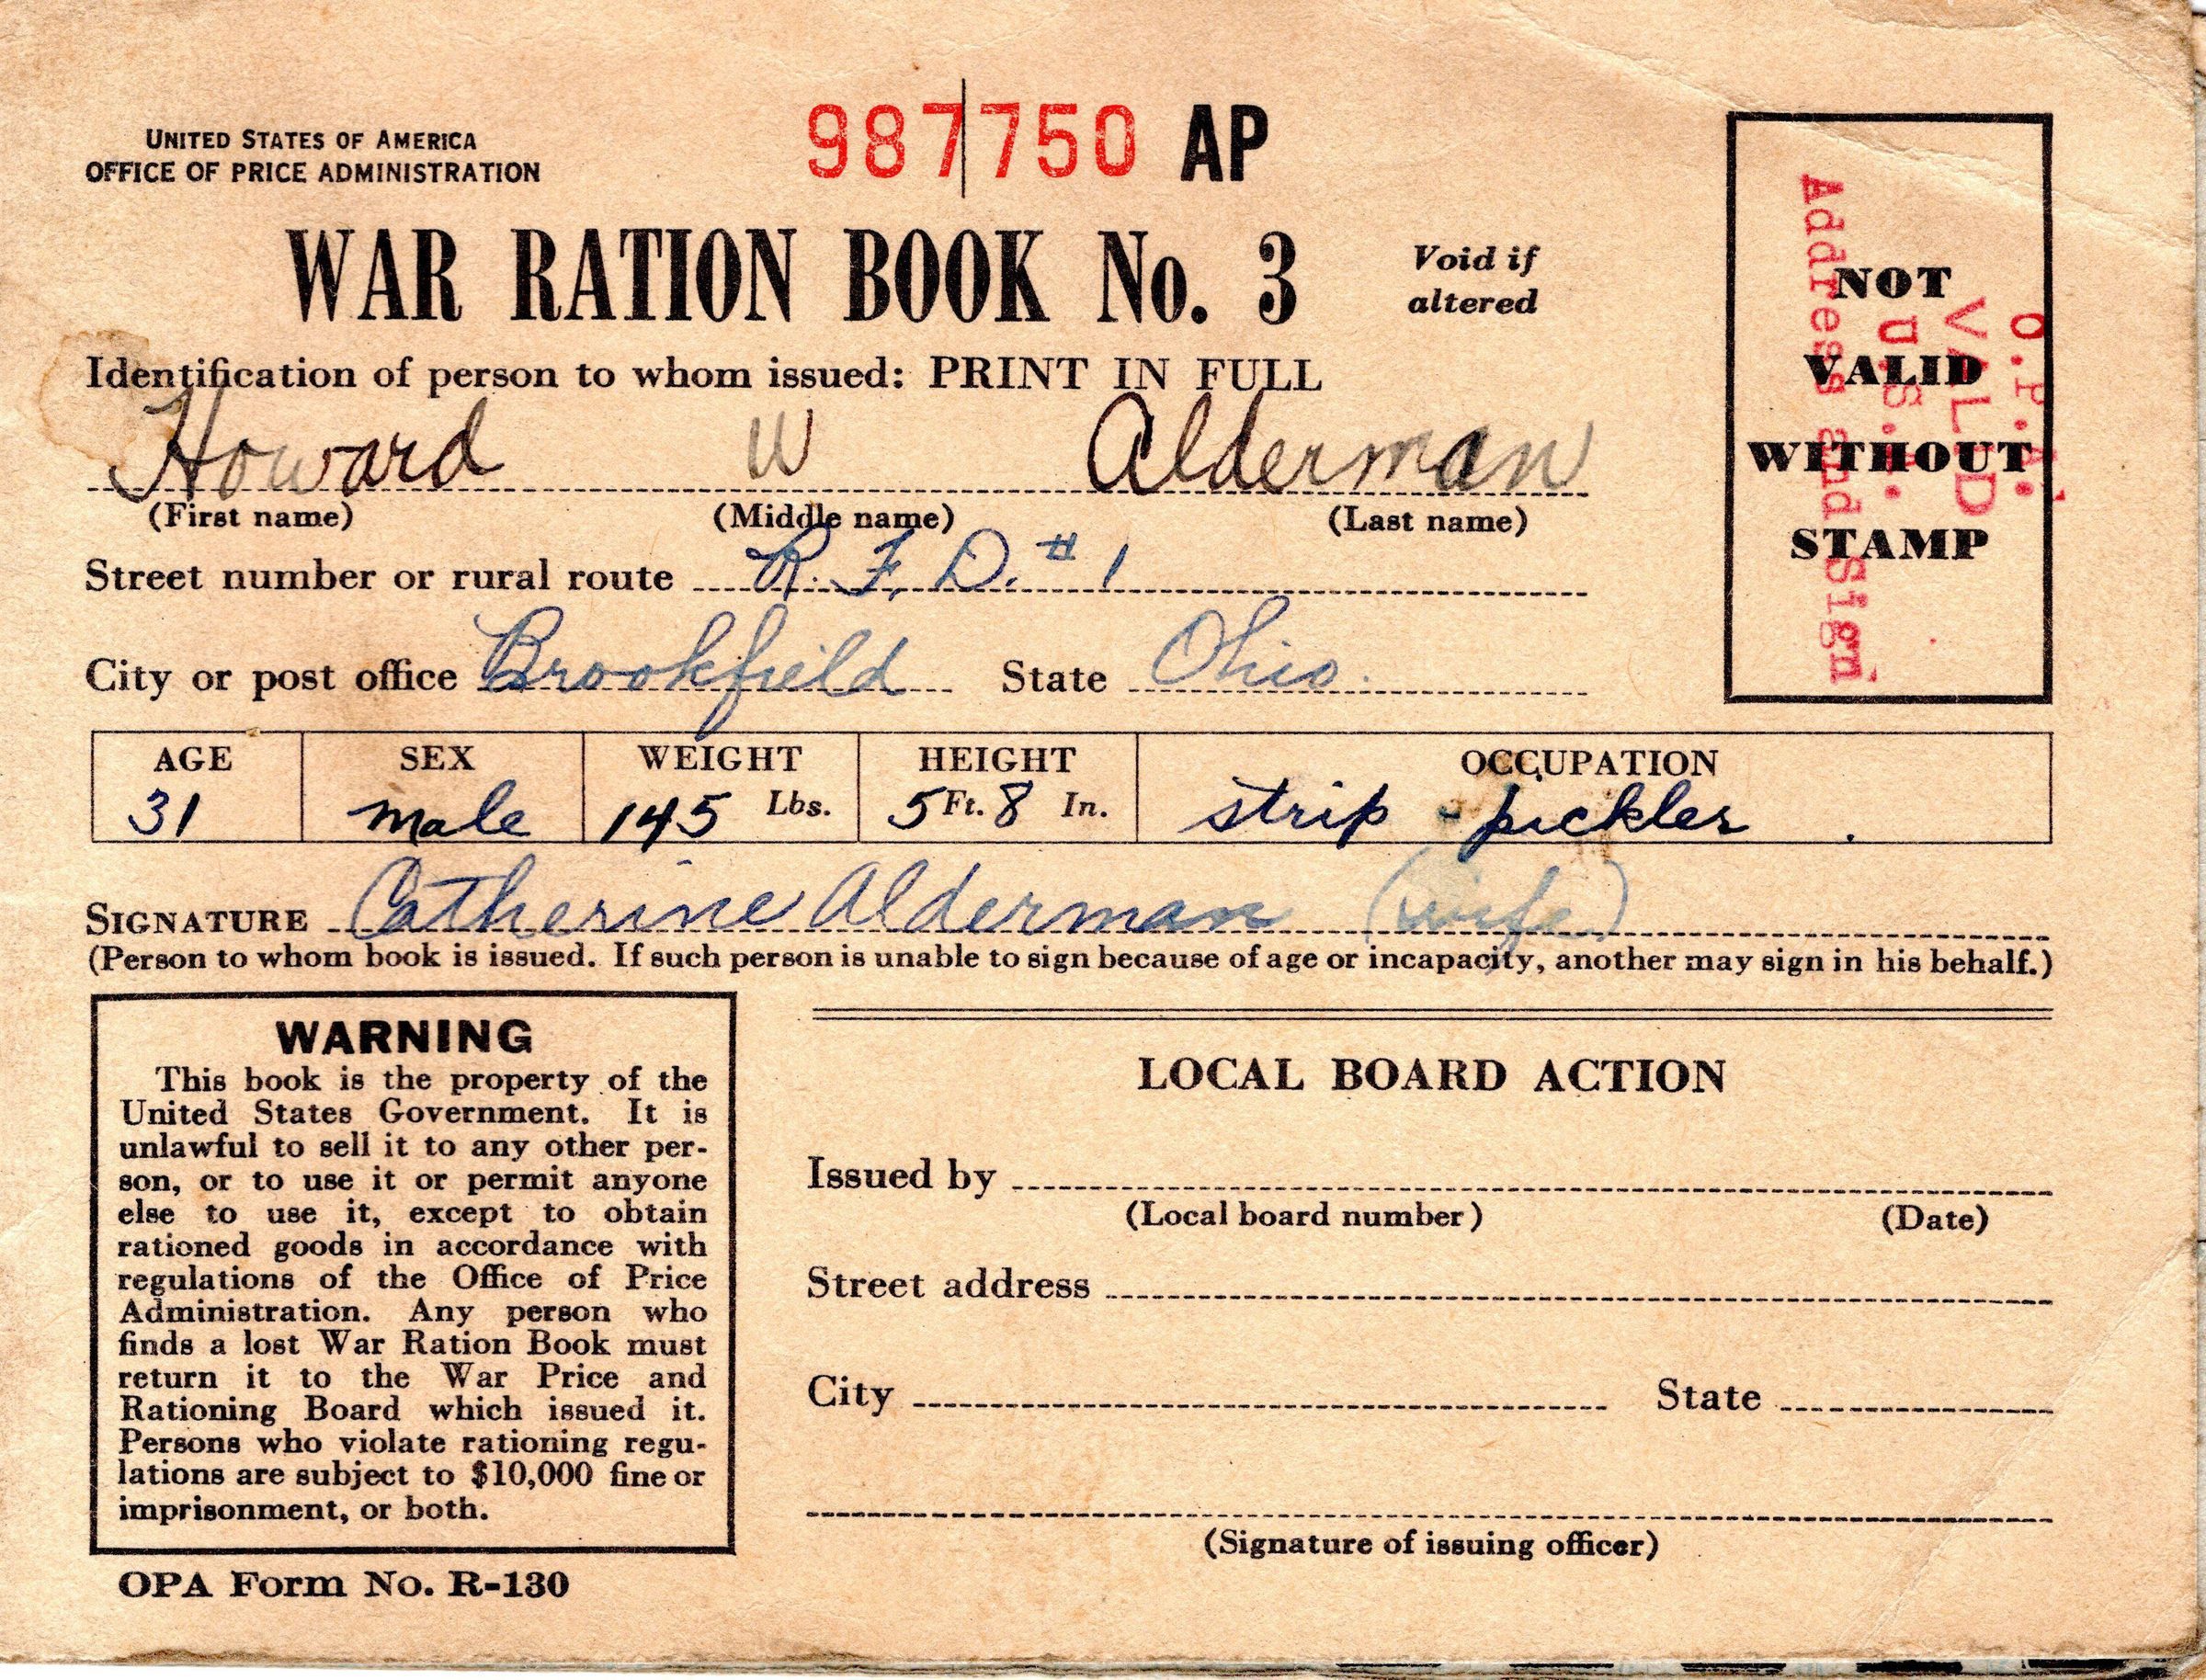 UNITED STATES OF AMERICA
OFFICE OF PRICE ADMINISTRATION
987750 AP
WAR RATION BOOK No. 3
Void if
altered
Identification of person to whom issued: PRINT IN FULL
Howard W Alderman
(First name) (Middle name) (Last name)
Street number or rural route R.F.D. #1
City or post office Brookfield State Ohio.
NOT
VALID
WITHOUT
STAMP
O.P.A.
VALID
U.S.A.
Address and Sign
AGE SEX WEIGHT HEIGHT OCCUPATION
31 male 145 Lbs. 5 Ft. 8 In. strip - pickler
SIGNATURE Catherine Alderman (wife)
(Person to whom book is issued. If such person is unable to sign because of age or incapacity, another may sign in his behalf.)
WARNING
This book is the property of the
United States Government. It is
unlawful to sell it to any other per-
son, or to use it or permit anyone
else to use it, except to obtain
rationed goods in accordance with
regulations of the Office of Price
Administration. Any person who
finds a lost War Ration Book must
return it to the War Price and
Rationing Board which issued it.
Persons who violate rationing regu-
lations are subject to $10,000 fine or
imprisonment, or both.
OPA Form No. R-130
LOCAL BOARD ACTION
Issued by
(Local board number) (Date)
Street address
City State
(Signature of issuing officer)